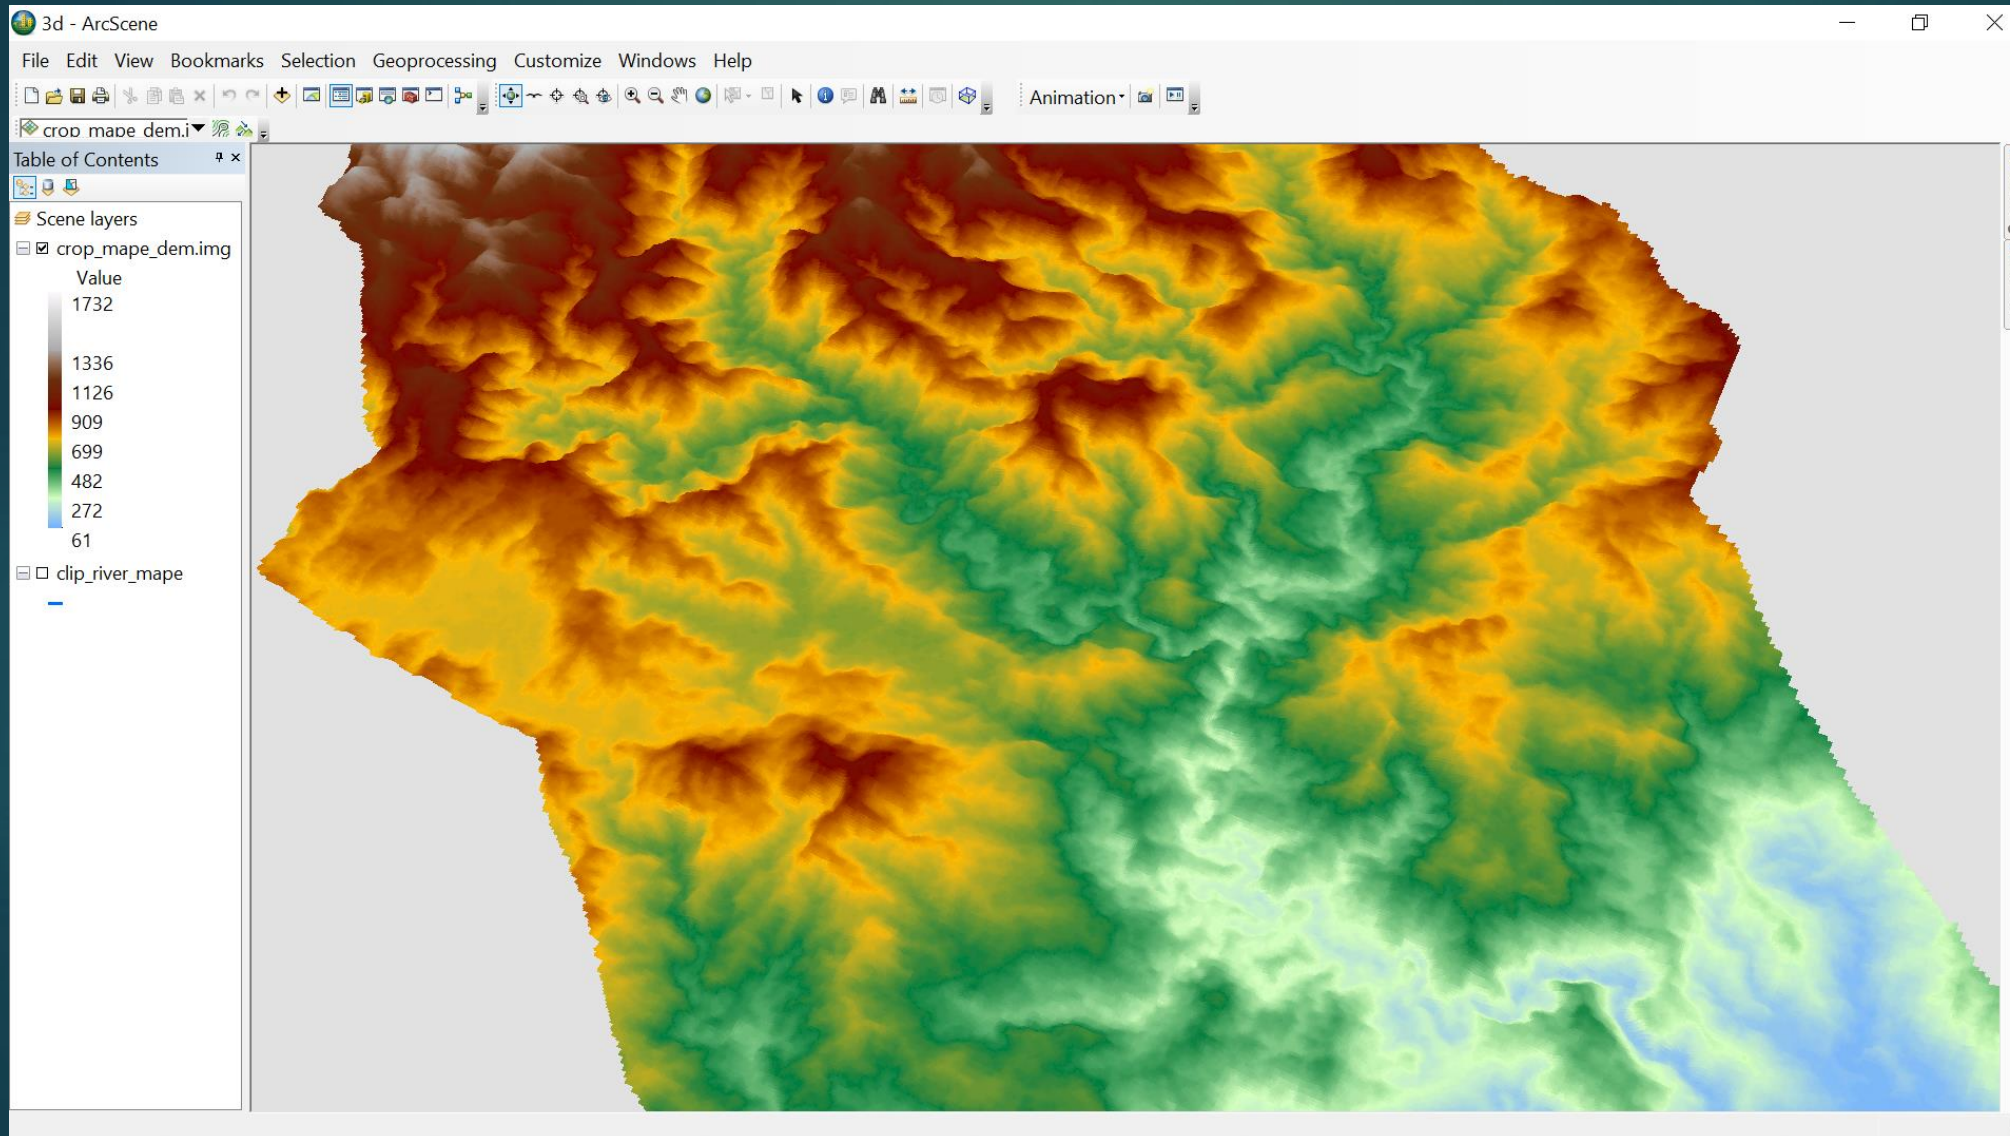 3d - ArcScene
File Edit View Bookmarks Selection Geoprocessing Customize Windows Help
Animation
crop_mape_dem.i
Table of Contents
Scene layers
crop_mape_dem.img
Value
1732
1336
1126
909
699
482
272
61
clip_river_mape